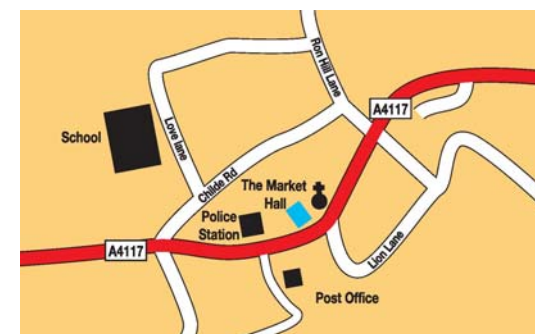 Ron Hill Lane
A4117
School
Love lane
Childe Rd
The Market
Hall
Police
Station
A4117
Lion Lane
Post Office